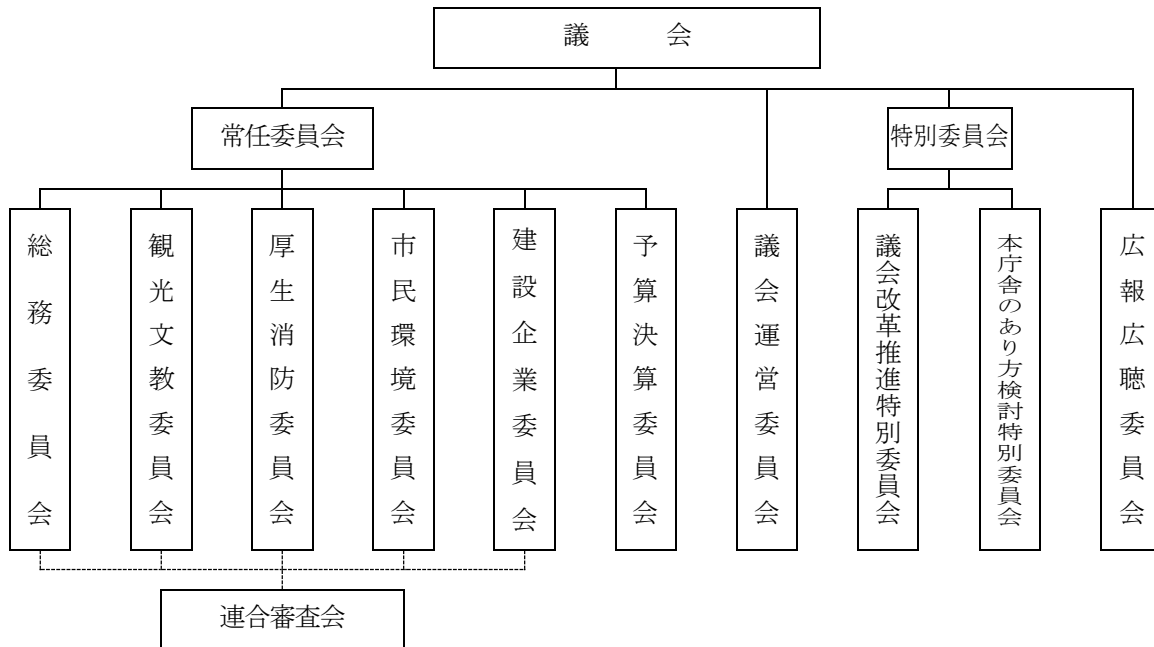 議会
常任委員会
特別委員会
総務委員会
観光文教委員会
厚生消防委員会
市民環境委員会
建設企業委員会
予算決算委員会
議会運営委員会
議会改革推進特別委員会
本庁舎のあり方検討特別委員会
広報広聴委員会
連合審査会